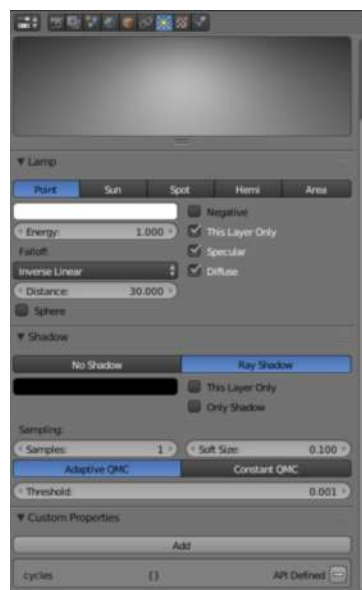 Lamp
Point Sun Spot Hemi Area
Negative
Energy: 1.000 This Layer Only
Falloff: Specular
Inverse Linear Diffuse
Distance: 30.000
Sphere
Shadow
No Shadow Ray Shadow
This Layer Only
Only Shadow
Sampling:
Samples: 1 Soft Size: 0.100
Adaptive QMC Constant QMC
Threshold: 0.001
Custom Properties
Add
cycles {} API Defined